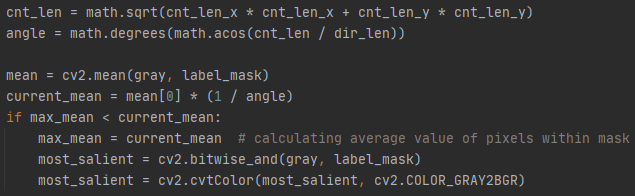 cnt_len = math.sqrt(cnt_len_x * cnt_len_x + cnt_len_y * cnt_len_y)
angle = math.degrees(math.acos(cnt_len / dir_len))

mean = cv2.mean(gray, label_mask)
current_mean = mean[0] * (1 / angle)
if max_mean < current_mean:
    max_mean = current_mean  # calculating average value of pixels within mask
    most_salient = cv2.bitwise_and(gray, label_mask)
    most_salient = cv2.cvtColor(most_salient, cv2.COLOR_GRAY2BGR)